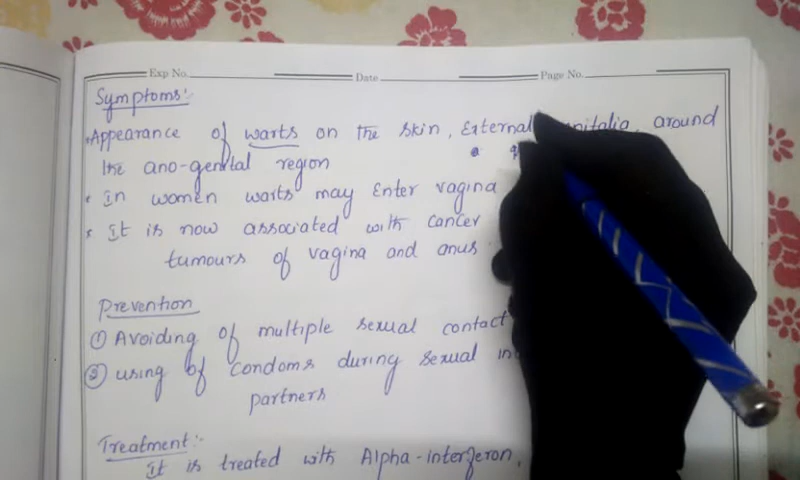 Exp No.
Date
Page No.
Symptoms:-
* Appearance of warts on the skin, External genitalia, around
the ano-genital region
* In women warts may Enter vagina
* It is now associated with cancer
tumours of vagina and anus
Prevention
① Avoiding of multiple sexual contact
② using of condoms during sexual
partners
Treatment:-
It is treated with Alpha-interferon,